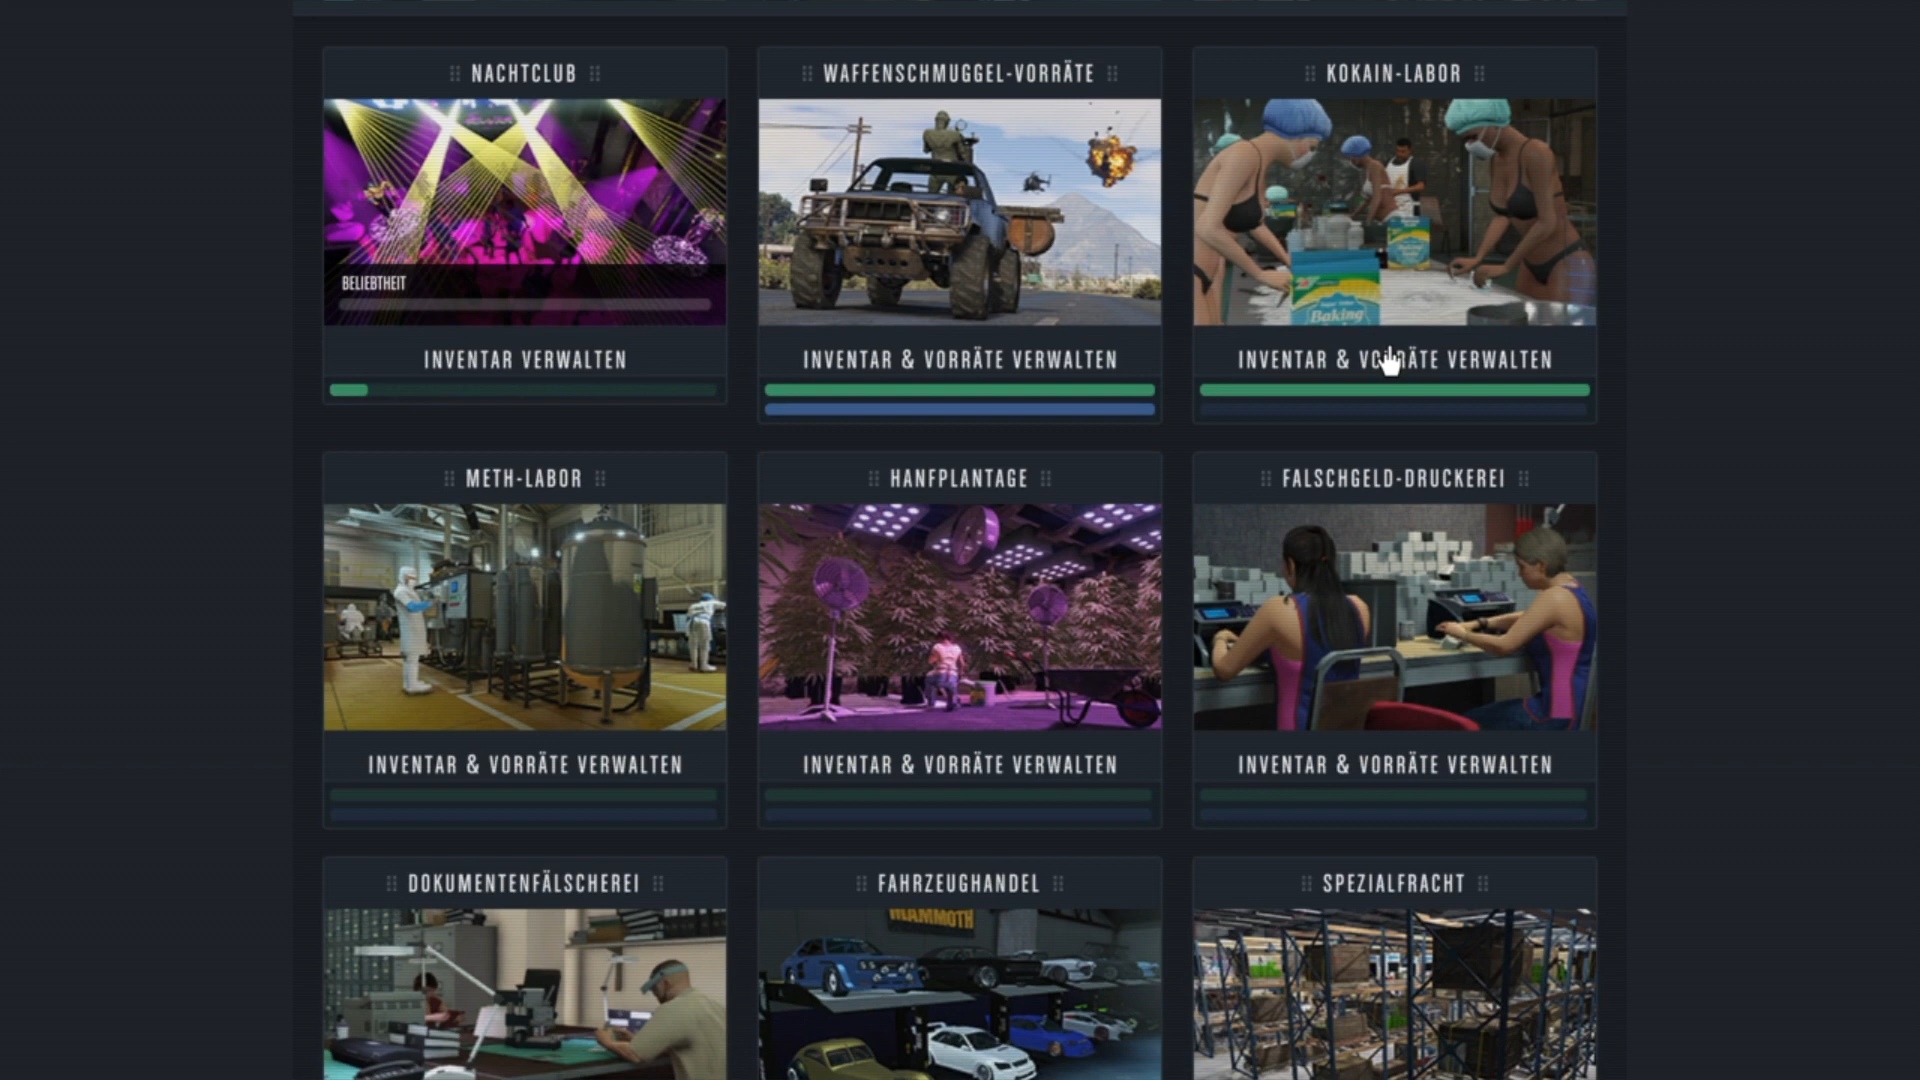 NACHTCLUB
WAFFENSCHMUGGEL-VORRÄTE
KOKAIN-LABOR
BELIEBTHEIT
Baking
INVENTAR VERWALTEN
INVENTAR & VORRÄTE VERWALTEN
INVENTAR & VORRÄTE VERWALTEN
METH-LABOR
HANFPLANTAGE
FALSCHGELD-DRUCKEREI
INVENTAR & VORRÄTE VERWALTEN
INVENTAR & VORRÄTE VERWALTEN
INVENTAR & VORRÄTE VERWALTEN
DOKUMENTENFÄLSCHEREI
FAHRZEUGHANDEL
SPEZIALFRACHT
MAMMOTH